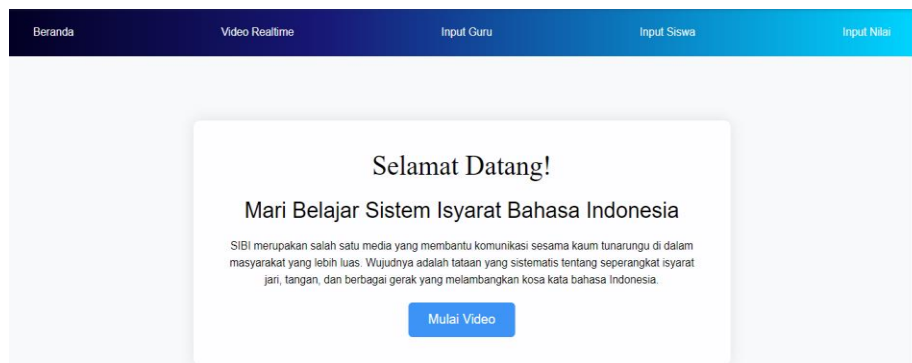 Beranda Video Realtime Input Guru Input Siswa Input Nilai
Selamat Datang!
Mari Belajar Sistem Isyarat Bahasa Indonesia
SIBI merupakan salah satu media yang membantu komunikasi sesama kaum tunarungu di dalam
masyarakat yang lebih luas. Wujudnya adalah tataan yang sistematis tentang seperangkat isyarat
jari, tangan, dan berbagai gerak yang melambangkan kosa kata bahasa Indonesia.
Mulai Video